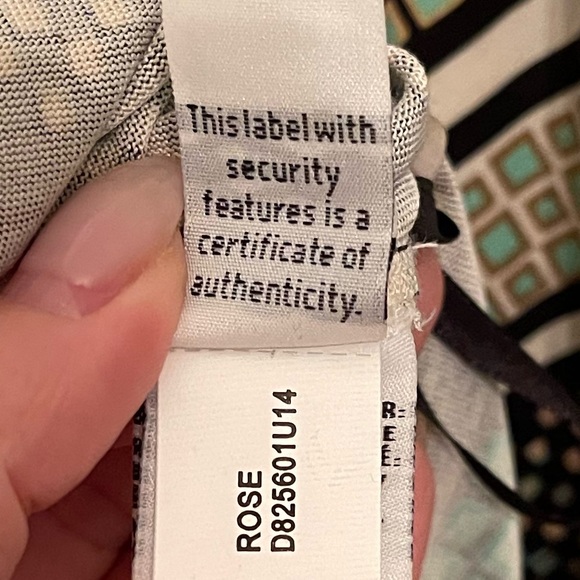 This label with
security
features is a
certificate of
authenticity.
ROSE
D825601U14
R:
E
E: